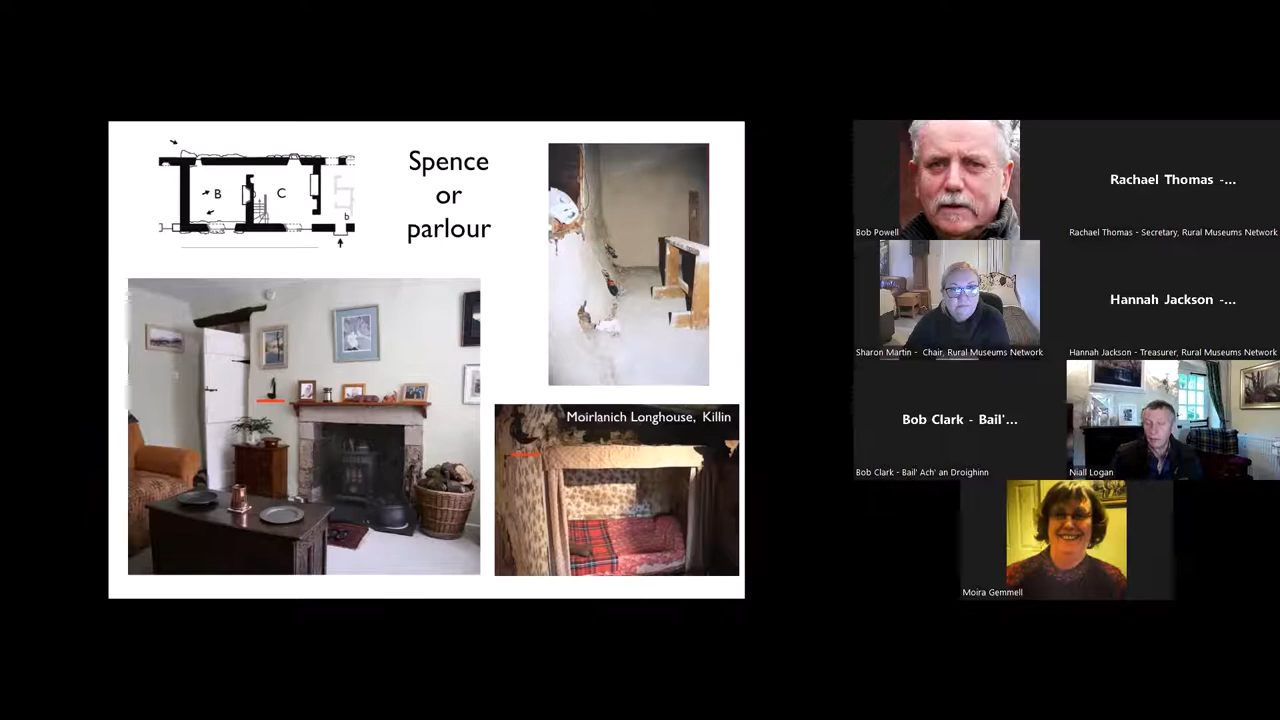 B
C
b
Spence
or
parlour
Moirlanich Longhouse, Killin
Bob Powell
Rachael Thomas -...
Rachael Thomas - Secretary, Rural Museums Network
Sharon Martin - Chair, Rural Museums Network
Hannah Jackson -...
Hannah Jackson - Treasurer, Rural Museums Network
Bob Clark - Bail'...
Bob Clark - Bail' Ach' an Droighinn
Niall Logan
Moira Gemmell